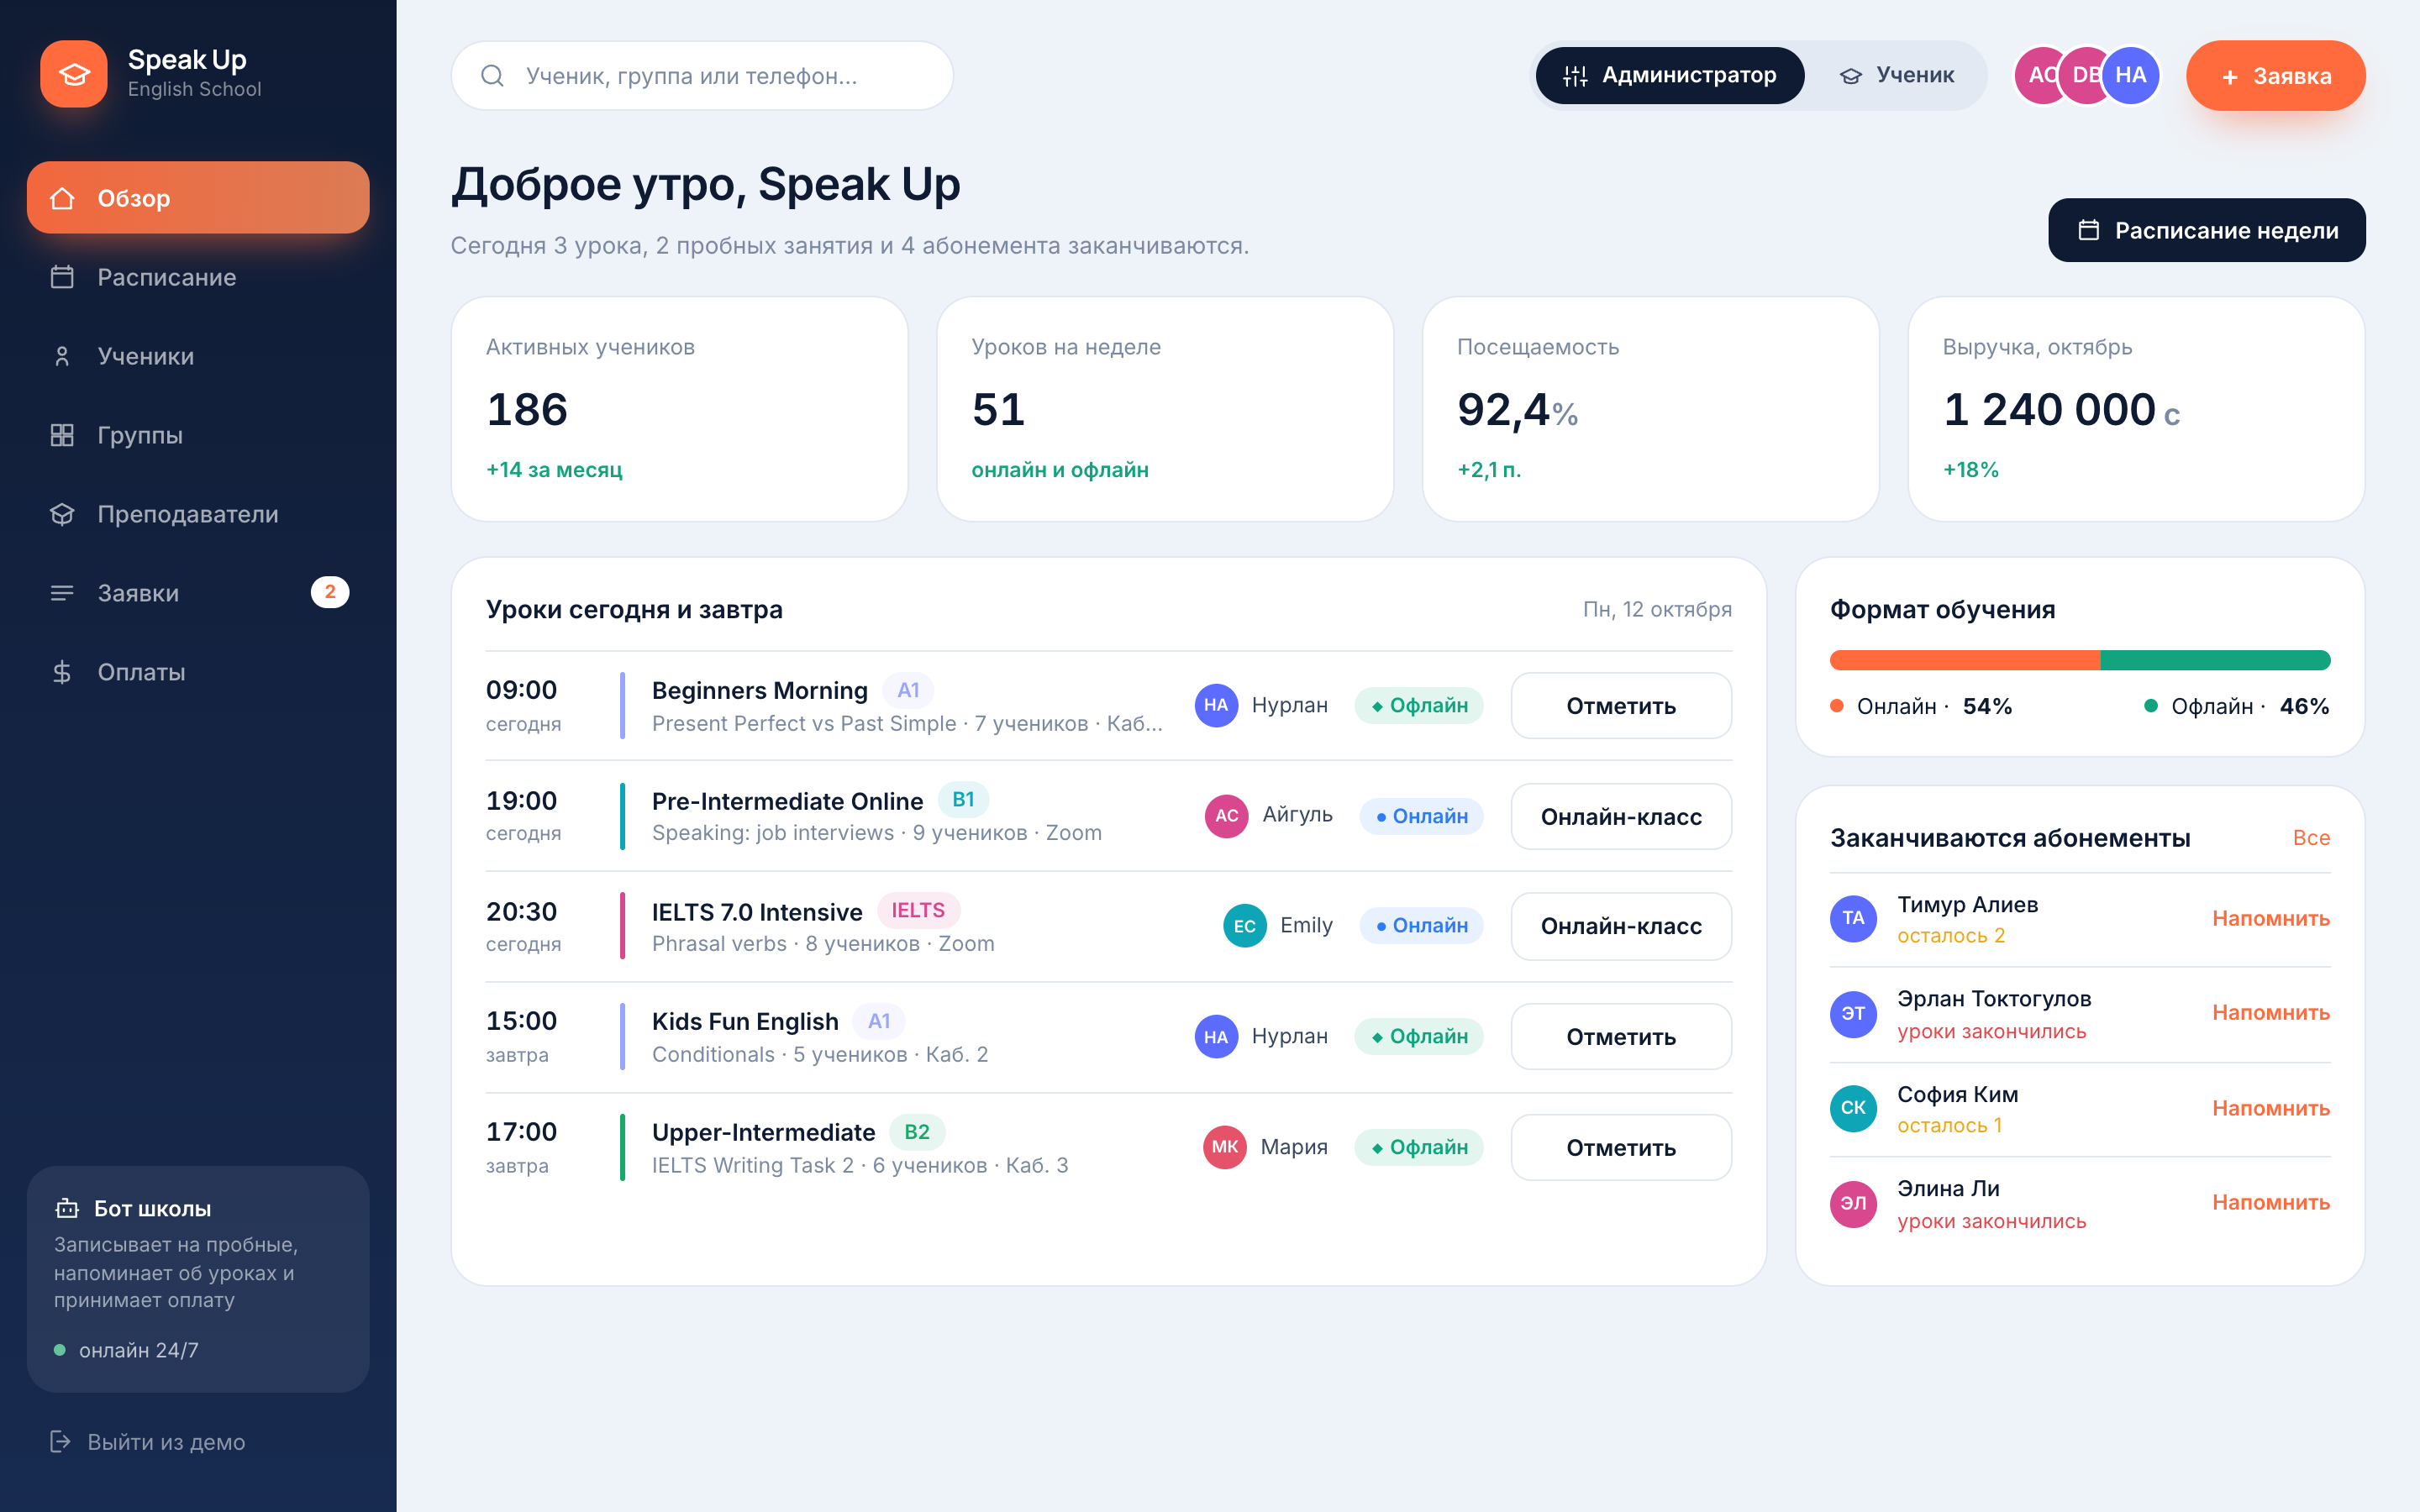 Speak Up
English School
Обзор
Расписание
Ученики
Группы
Преподаватели
Заявки 2
Оплаты
Бот школы
Записывает на пробные,
напоминает об уроках и
принимает оплату
онлайн 24/7
Выйти из демо
Ученик, группа или телефон...
Администратор
Ученик
НА
+ Заявка
Доброе утро, Speak Up
Сегодня 3 урока, 2 пробных занятия и 4 абонемента заканчиваются.
Расписание недели
Активных учеников
186
+14 за месяц
Уроков на неделе
51
онлайн и офлайн
Посещаемость
92,4%
+2,1 п.
Выручка, октябрь
1 240 000 с
+18%
Уроки сегодня и завтра
Пн, 12 октября
09:00
сегодня
Beginners Morning A1
Present Perfect vs Past Simple · 7 учеников · Каб...
НА Нурлан
Офлайн
Отметить
19:00
сегодня
Pre-Intermediate Online B1
Speaking: job interviews · 9 учеников · Zoom
АС Айгуль
Онлайн
Онлайн-класс
20:30
сегодня
IELTS 7.0 Intensive IELTS
Phrasal verbs · 8 учеников · Zoom
EC Emily
Онлайн
Онлайн-класс
15:00
завтра
Kids Fun English A1
Conditionals · 5 учеников · Каб. 2
НА Нурлан
Офлайн
Отметить
17:00
завтра
Upper-Intermediate B2
IELTS Writing Task 2 · 6 учеников · Каб. 3
МК Мария
Офлайн
Отметить
Формат обучения
Онлайн · 54%
Офлайн · 46%
Заканчиваются абонементы
Все
ТА Тимур Алиев
осталось 2
Напомнить
ЭТ Эрлан Токтогулов
уроки закончились
Напомнить
СК София Ким
осталось 1
Напомнить
ЭЛ Элина Ли
уроки закончились
Напомнить